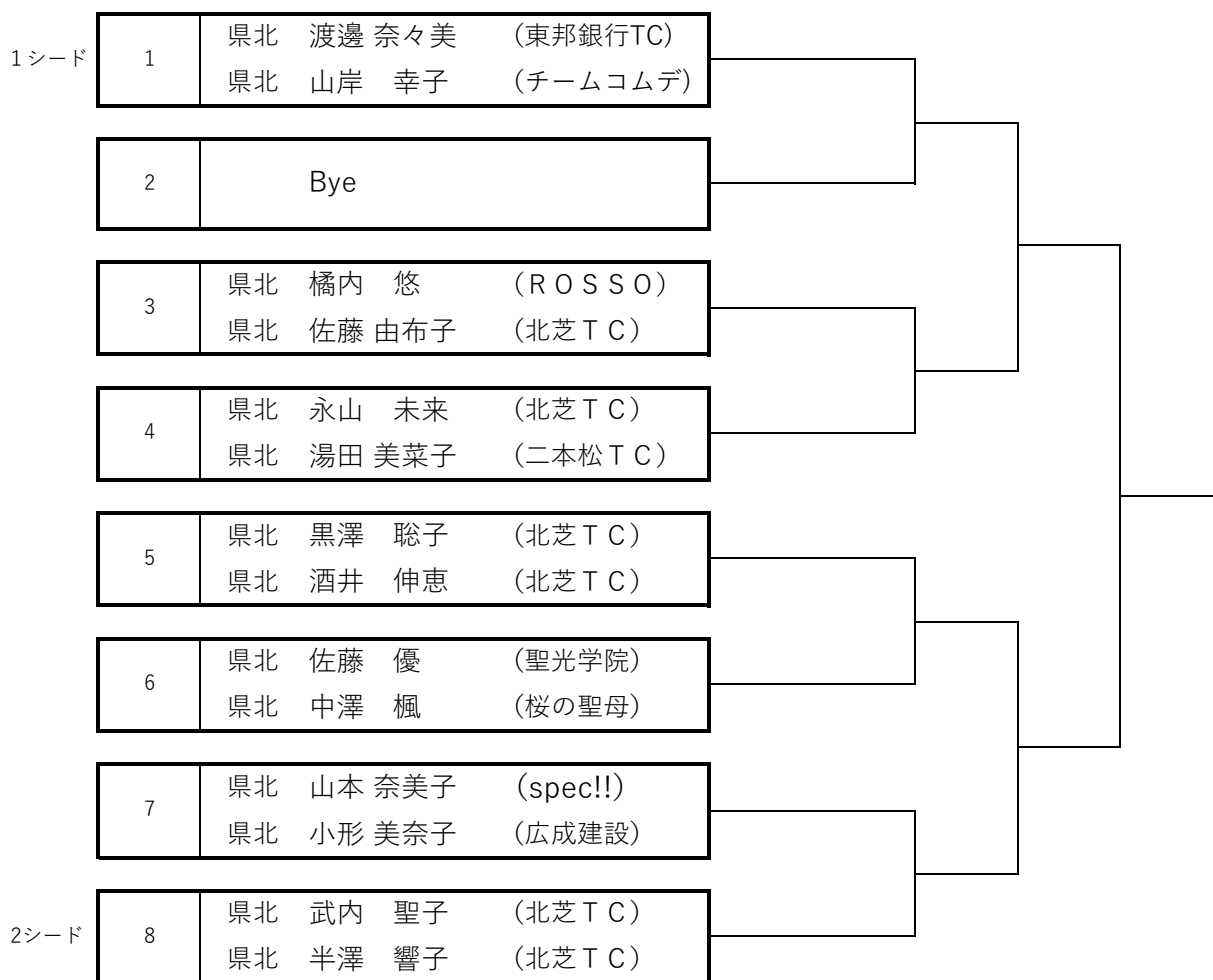 県北 渡邊 奈々美 (東邦銀行TC)
1シード 1
県北 山岸 幸子 (チームコムデ)
2 Bye
県北 橘内 悠 (ＲＯＳＳＯ)
3
県北 佐藤 由布子 (北芝ＴＣ)
県北 永山 未来 (北芝ＴＣ)
4
県北 湯田 美菜子 (二本松ＴＣ)
県北 黒澤 聡子 (北芝ＴＣ)
5
県北 酒井 伸恵 (北芝ＴＣ)
県北 佐藤 優 (聖光学院)
6
県北 中澤 楓 (桜の聖母)
県北 山本 奈美子 (spec!!)
7
県北 小形 美奈子 (広成建設)
県北 武内 聖子 (北芝ＴＣ)
2シード 8
県北 半澤 響子 (北芝ＴＣ)